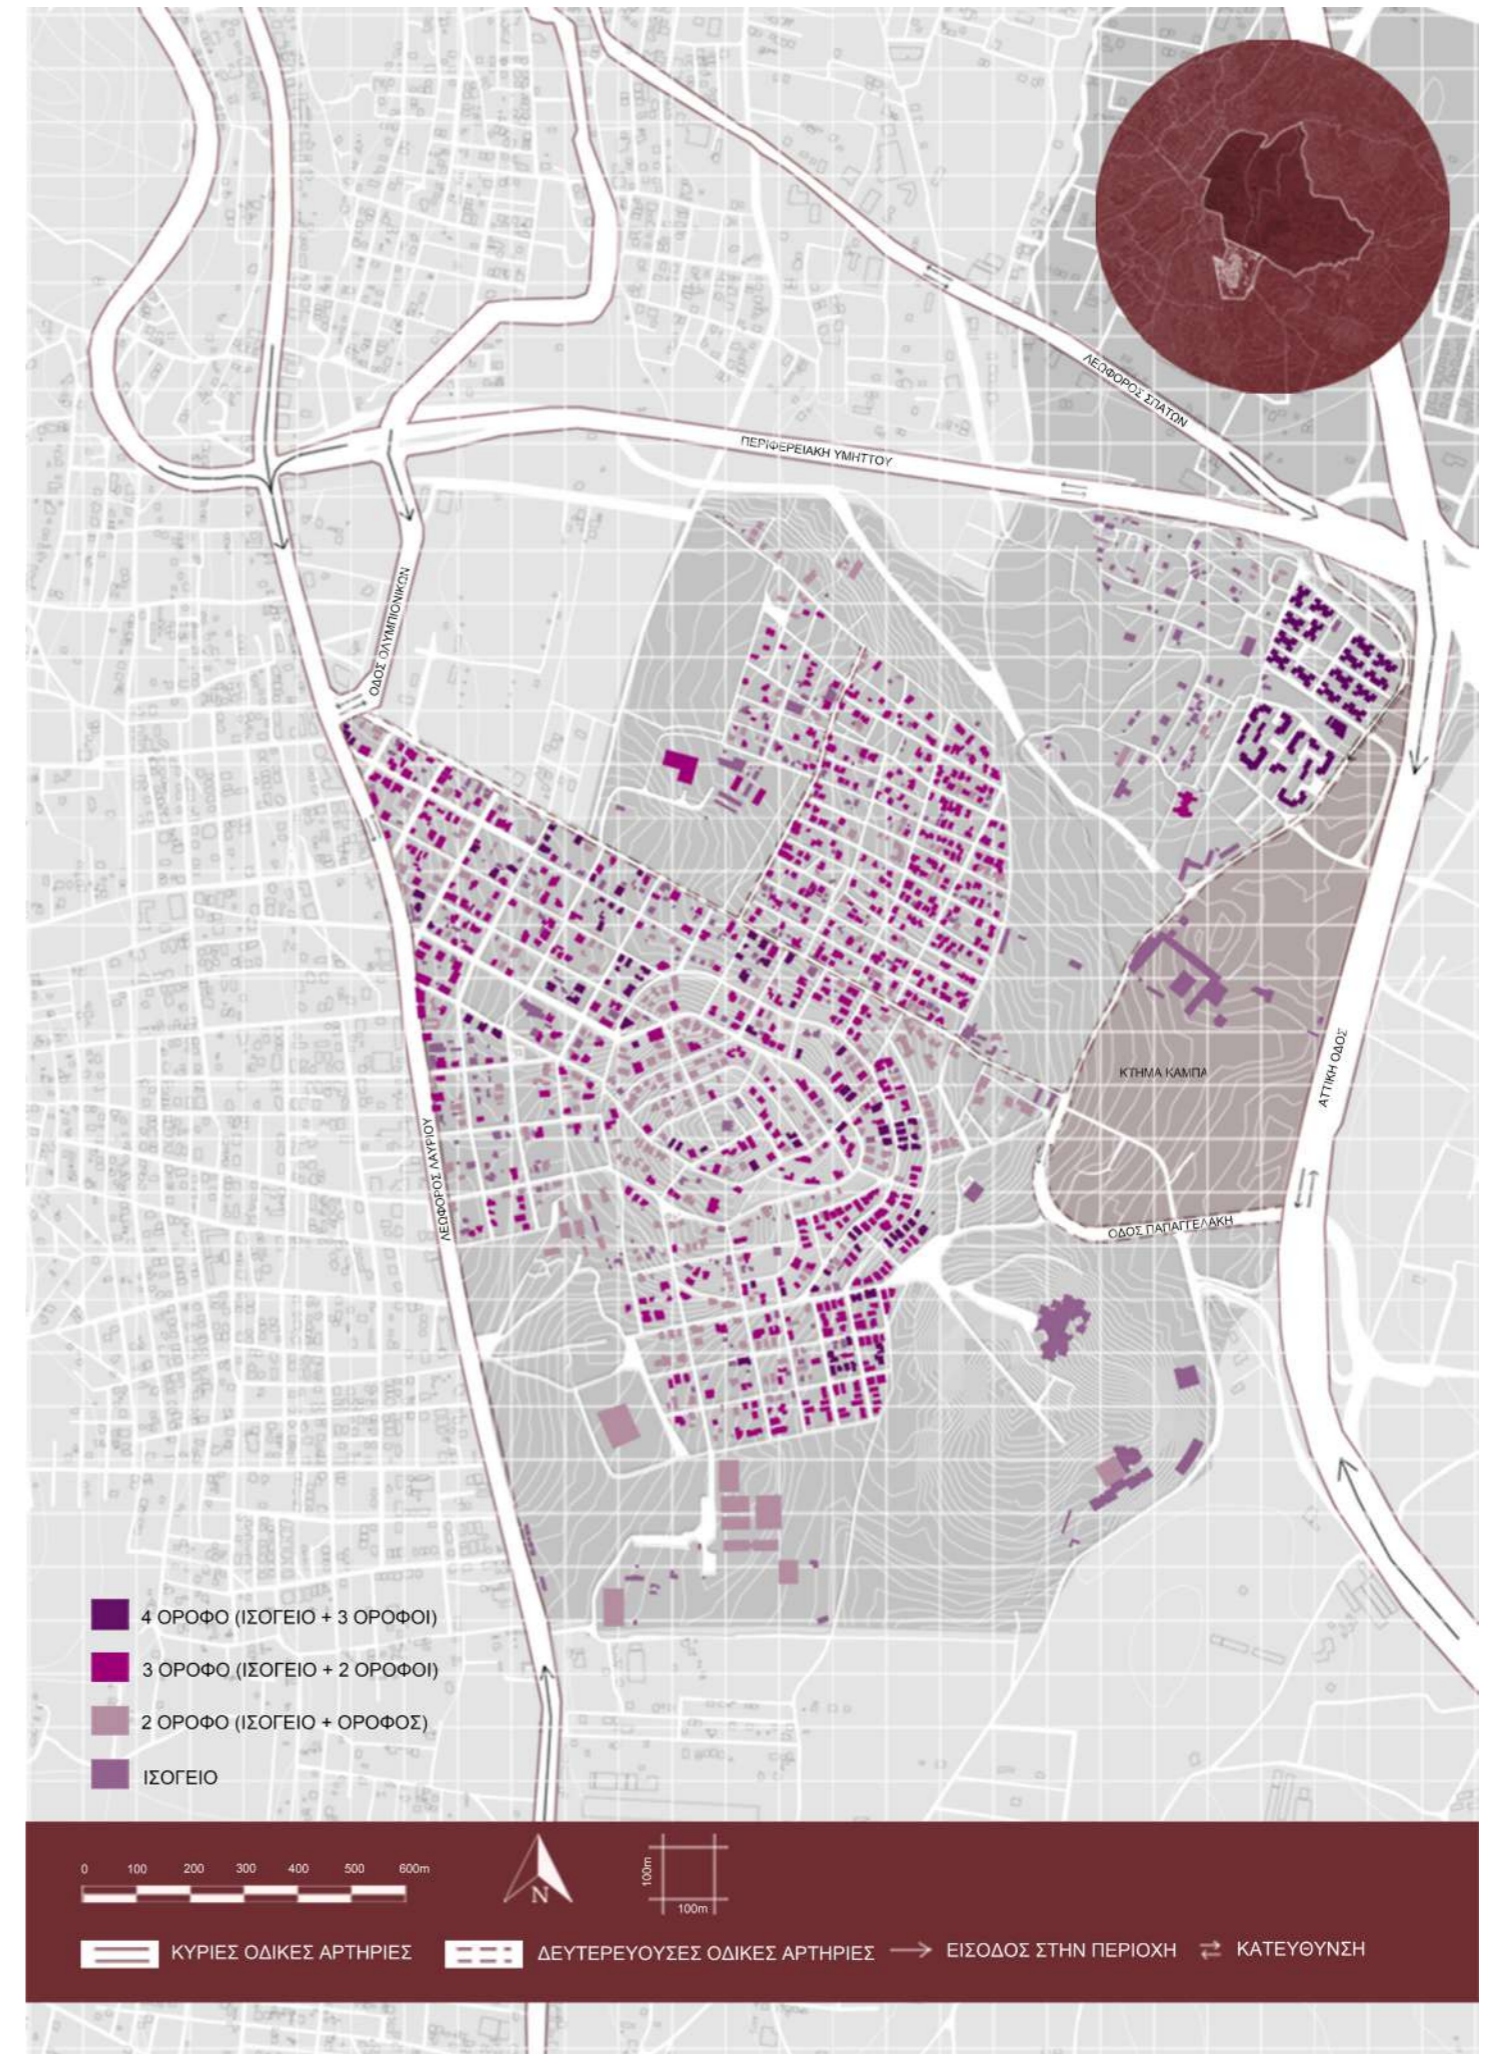 ΛΕΩΦΟΡΟΣ ΣΠΑΤΩΝ
ΠΕΡΙΦΕΡΕΙΑΚΗ ΥΜΗΤΤΟΥ
ΟΔΟΣ ΟΛΥΜΠΙΟΝΙΚΩΝ
ΚΤΗΜΑ ΚΑΜΠΑ
ΑΤΤΙΚΗ ΟΔΟΣ
ΛΕΩΦΟΡΟΣ ΛΑΥΡΙΟΥ
ΟΔΟΣ ΠΑΠΑΓΓΕΛΑΚΗ
4 ΟΡΟΦΟ (ΙΣΟΓΕΙΟ + 3 ΟΡΟΦΟΙ)
3 ΟΡΟΦΟ (ΙΣΟΓΕΙΟ + 2 ΟΡΟΦΟΙ)
2 ΟΡΟΦΟ (ΙΣΟΓΕΙΟ + ΟΡΟΦΟΣ)
ΙΣΟΓΕΙΟ
0 100 200 300 400 500 600m
N
100m
100m
ΚΥΡΙΕΣ ΟΔΙΚΕΣ ΑΡΤΗΡΙΕΣ ΔΕΥΤΕΡΕΥΟΥΣΕΣ ΟΔΙΚΕΣ ΑΡΤΗΡΙΕΣ ΕΙΣΟΔΟΣ ΣΤΗΝ ΠΕΡΙΟΧΗ ΚΑΤΕΥΘΥΝΣΗ